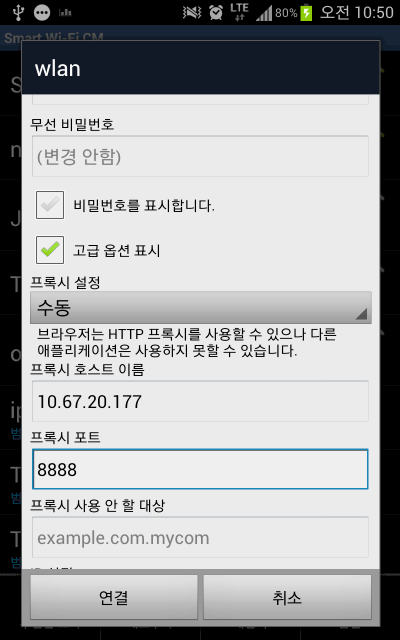 LTE 80% 오전 10:50
Smart Wi-Fi CM
wlan
무선 비밀번호
(변경 안함)
비밀번호를 표시합니다.
고급 옵션 표시
프록시 설정
수동
브라우저는 HTTP 프록시를 사용할 수 있으나 다른
애플리케이션은 사용하지 못할 수 있습니다.
프록시 호스트 이름
10.67.20.177
프록시 포트
8888
프록시 사용 안 할 대상
example.com.mycom
연결
취소